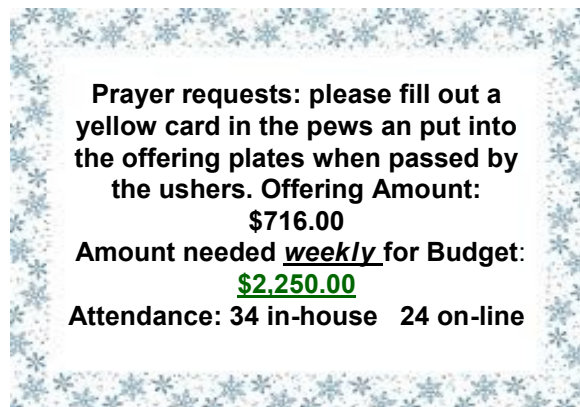 Prayer requests: please fill out a
yellow card in the pews an put into
the offering plates when passed by
the ushers. Offering Amount:
$716.00
Amount needed weekly for Budget:
$2,250.00
Attendance: 34 in-house   24 on-line